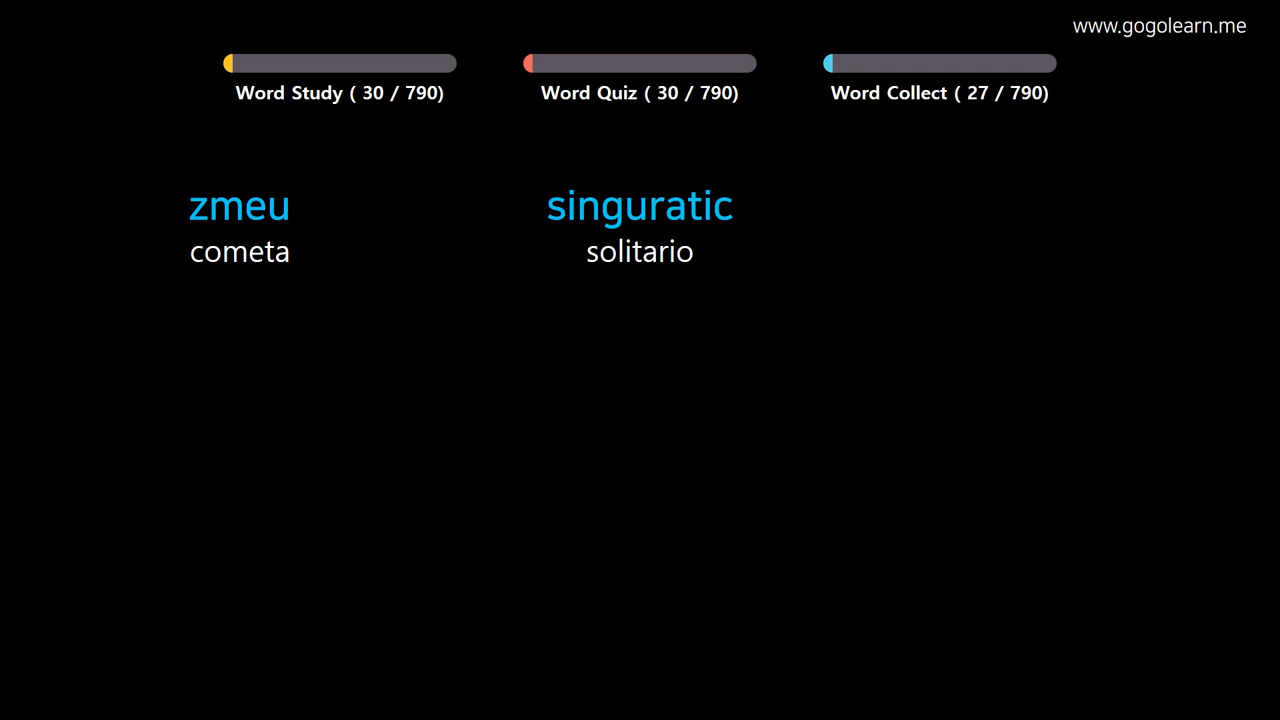 www.gogolearn.me
Word Study ( 30 / 790)
Word Quiz ( 30 / 790)
Word Collect ( 27 / 790)
zmeu
cometa
singuratic
solitario